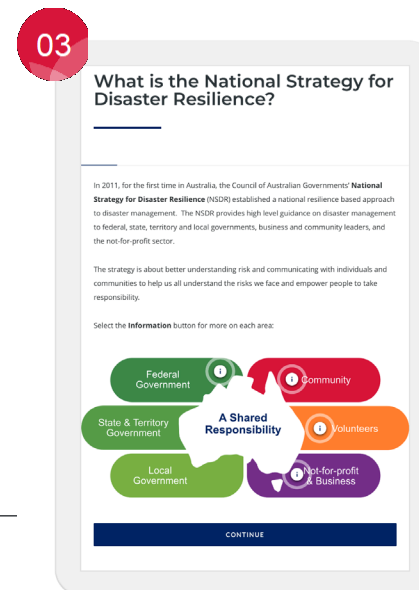 03
What is the National Strategy for
Disaster Resilience?
In 2011, for the first time in Australia, the Council of Australian Governments' National
Strategy for Disaster Resilience (NSDR) established a national resilience based approach
to disaster management. The NSDR provides high level guidance on disaster management
to federal, state, territory and local governments, business and community leaders, and
the not-for-profit sector.
The strategy is about better understanding risk and communicating with individuals and
communities to help us all understand the risks we face and empower people to take
responsibility.
Select the Information button for more on each area:
Federal
Government
State & Territory
Government
Local
Government
A Shared
Responsibility
i
Community
i
i
Volunteers
i
Not-for-profit
& Business
CONTINUE